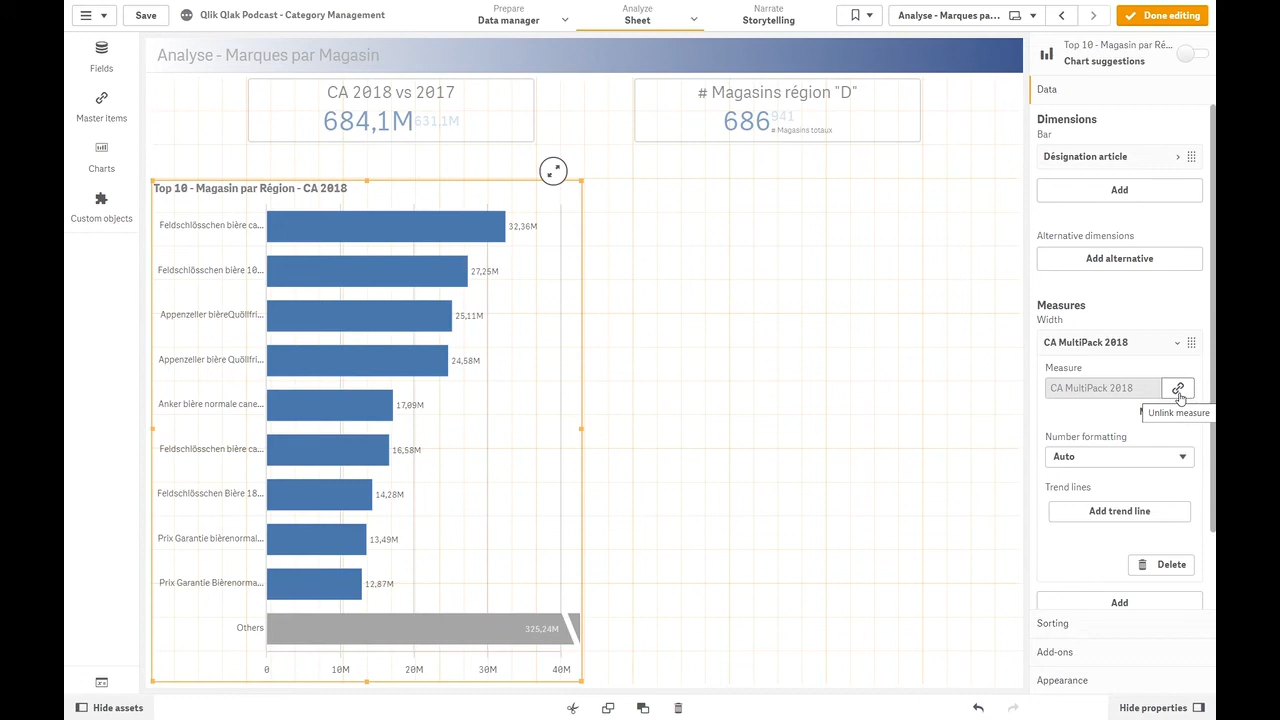 Save
Qlik Qlak Podcast - Category Management
Prepare
Data manager
Analyze
Sheet
Narrate
Storytelling
Analyse - Marques pa...
Done editing
Fields
Master items
Charts
Custom objects
Analyse - Marques par Magasin
CA 2018 vs 2017
684,1M 631,1M
# Magasins région "D"
686 941
# Magasins totaux
Top 10 - Magasin par Région - CA 2018
Feldschlösschen bière ca...
32,36M
Feldschlösschen bière 10...
27,25M
Appenzeller bièreQuöllfri...
25,11M
Appenzeller bière Quöllfri...
24,58M
Anker bière normale cane...
17,09M
Feldschlösschen bière ca...
16,58M
Feldschlösschen Bière 18...
14,28M
Prix Garantie bièrenormal...
13,49M
Prix Garantie Bièrenorma...
12,87M
Others
325,24M
0 10M 20M 30M 40M
Top 10 - Magasin par Ré...
Chart suggestions
Data
Dimensions
Bar
Désignation article
Add
Alternative dimensions
Add alternative
Measures
Width
CA MultiPack 2018
Measure
CA MultiPack 2018
Unlink measure
Number formatting
Auto
Trend lines
Add trend line
Delete
Add
Sorting
Add-ons
Appearance
Hide assets
Hide properties